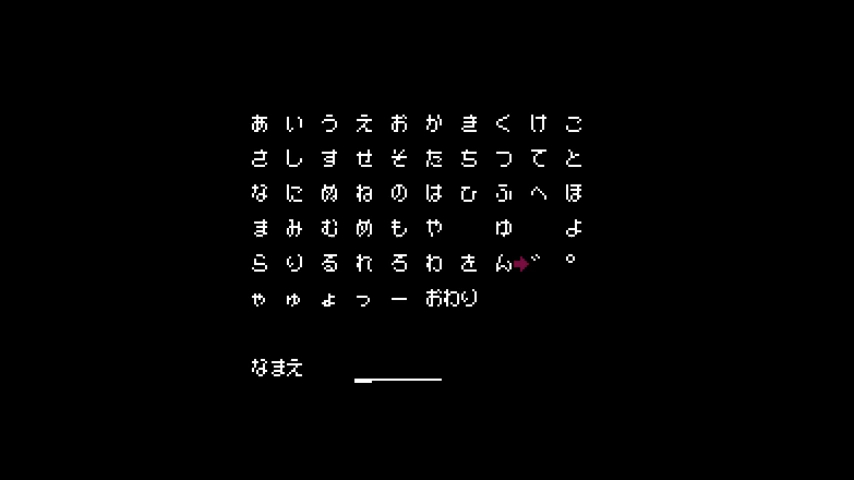 あ い う え お か き く け こ
さ し す せ そ た ち つ て と
な に ぬ ね の は ひ ふ へ ほ
ま み む め も や ゆ よ
ら り る れ ろ わ を ん ゛ ゜
ゃ ゅ ょ っ ー おわり
なまえ